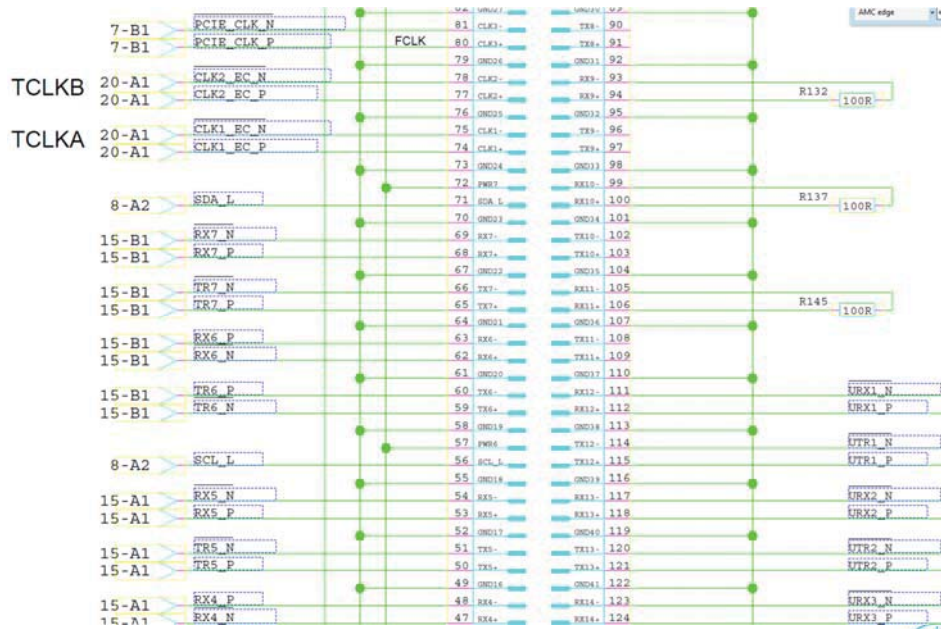 82 GND27 GND30 89
AMC edge
7-B1 PCIE_CLK_N 81 CLK3- TX8- 90
7-B1 PCIE_CLK_P FCLK 80 CLK3+ TX8+ 91
79 GND26 GND31 92
TCLKB 20-A1 CLK2_EC_N 78 CLK2- RX9- 93
20-A1 CLK2_EC_P 77 CLK2+ RX9+ 94 R132 100R
76 GND25 GND32 95
TCLKA 20-A1 CLK1_EC_N 75 CLK1- TX9- 96
20-A1 CLK1_EC_P 74 CLK1+ TX9+ 97
73 GND24 GND33 98
72 PWR7 RX10- 99
8-A2 SDA_L 71 SDA_L RX10+ 100 R137 100R
70 GND23 GND34 101
15-B1 RX7_N 69 RX7- TX10- 102
15-B1 RX7_P 68 RX7+ TX10+ 103
67 GND22 GND35 104
15-B1 TR7_N 66 TX7- RX11- 105
15-B1 TR7_P 65 TX7+ RX11+ 106 R145 100R
64 GND21 GND36 107
15-B1 RX6_P 63 RX6- TX11- 108
15-B1 RX6_N 62 RX6+ TX11+ 109
61 GND20 GND37 110
15-B1 TR6_P 60 TX6- RX12- 111 URX1_N
15-B1 TR6_N 59 TX6+ RX12+ 112 URX1_P
58 GND19 GND38 113
57 PWR6 TX12- 114 UTR1_N
8-A2 SCL_L 56 SCL_L TX12+ 115 UTR1_P
55 GND18 GND39 116
15-A1 RX5_N 54 RX5- RX13- 117 URX2_N
15-A1 RX5_P 53 RX5+ RX13+ 118 URX2_P
52 GND17 GND40 119
15-A1 TR5_N 51 TX5- TX13- 120 UTR2_N
15-A1 TR5_P 50 TX5+ TX13+ 121 UTR2_P
49 GND16 GND41 122
15-A1 RX4_P 48 RX4- RX14- 123 URX3_N
15-A1 RX4_N 47 RX4+ RX14+ 124 URX3_P